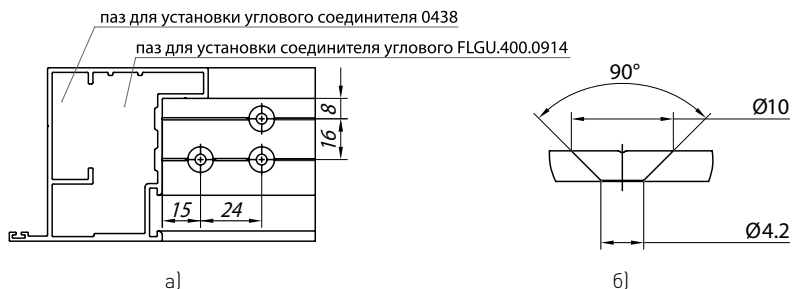 паз для установки углового соединителя 0438
паз для установки соединителя углового FLGU.400.0914
8
16
15
24
а)
90°
Ø10
Ø4.2
б)